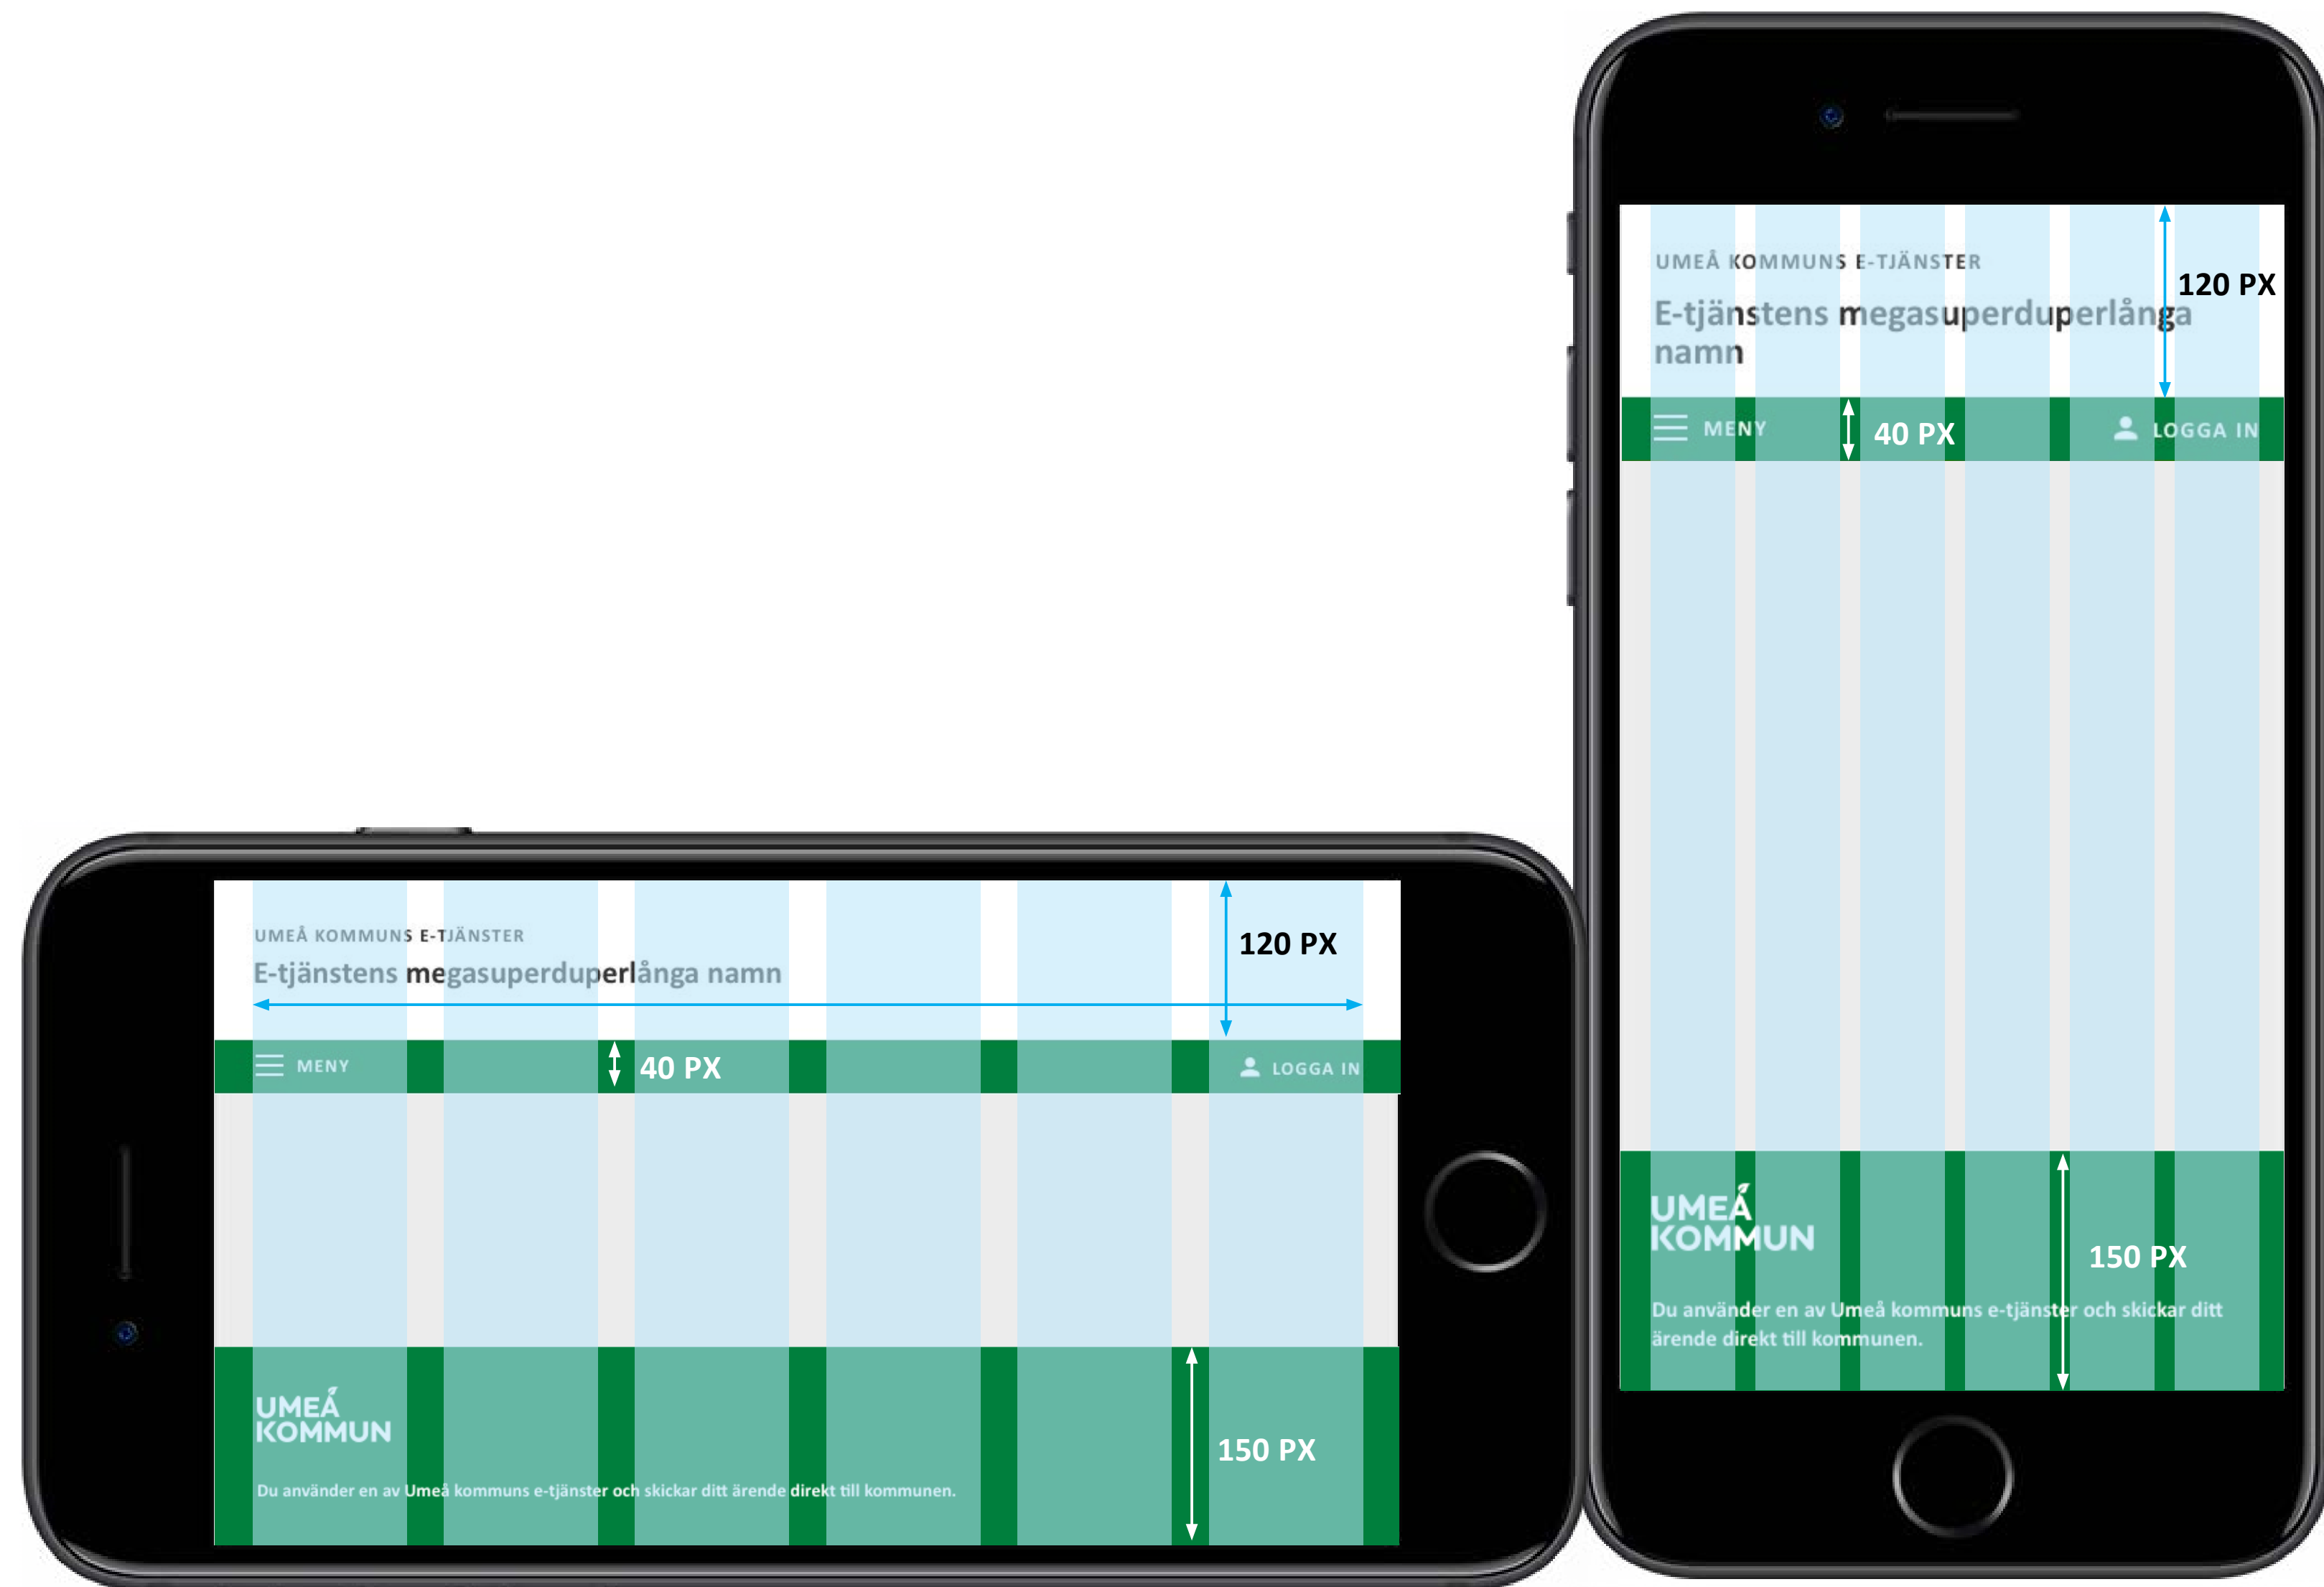 UMEÅ KOMMUNS E-TJÄNSTER
E-tjänstens megasuperduperlånga
namn
120 PX
MENY
40 PX
LOGGA IN
UMEÅ
KOMMUN
150 PX
Du använder en av Umeå kommuns e-tjänster och skickar ditt
ärende direkt till kommunen.
UMEÅ KOMMUNS E-TJÄNSTER
E-tjänstens megasuperduperlånga namn
120 PX
MENY
40 PX
LOGGA IN
UMEÅ
KOMMUN
150 PX
Du använder en av Umeå kommuns e-tjänster och skickar ditt ärende direkt till kommunen.